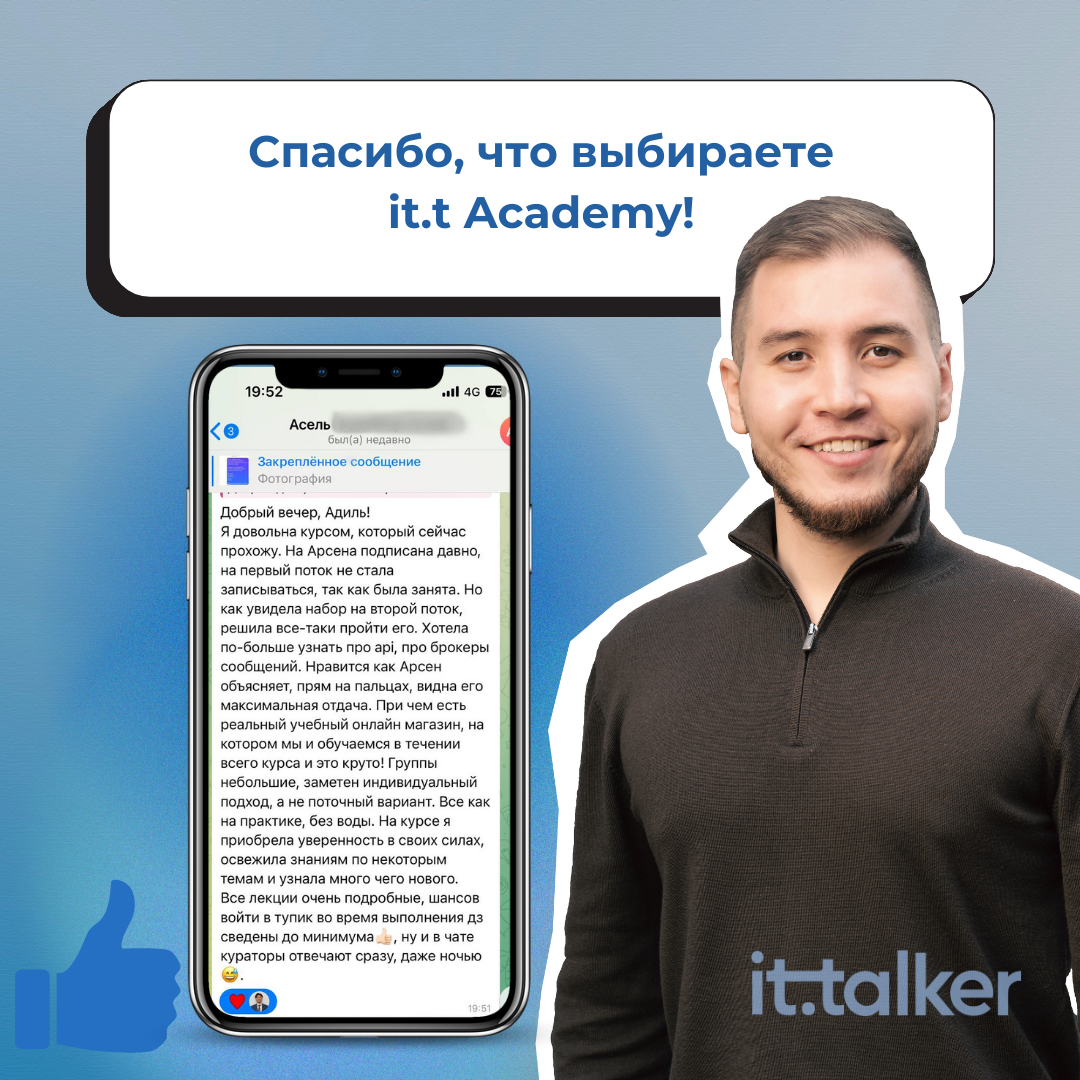 Спасибо, что выбираете
it.t Academy!
19:52
4G 75
3
Асель
был(а) недавно
Закреплённое сообщение
Фотография
Добрый вечер, Адиль!
Я довольна курсом, который сейчас
прохожу. На Арсена подписана давно,
на первый поток не стала
записываться, так как была занята. Но
как увидела набор на второй поток,
решила все-таки пройти его. Хотела
по-больше узнать про api, про брокеры
сообщений. Нравится как Арсен
объясняет, прям на пальцах, видна его
максимальная отдача. При чем есть
реальный учебный онлайн магазин, на
котором мы и обучаемся в течении
всего курса и это круто! Группы
небольшие, заметен индивидуальный
подход, а не поточный вариант. Все как
на практике, без воды. На курсе я
приобрела уверенность в своих силах,
освежила знаниям по некоторым
темам и узнала много чего нового.
Все лекции очень подробные, шансов
войти в тупик во время выполнения дз
сведены до минимума👍🏻, ну и в чате
кураторы отвечают сразу, даже ночью
😅.
19:51
it.talker